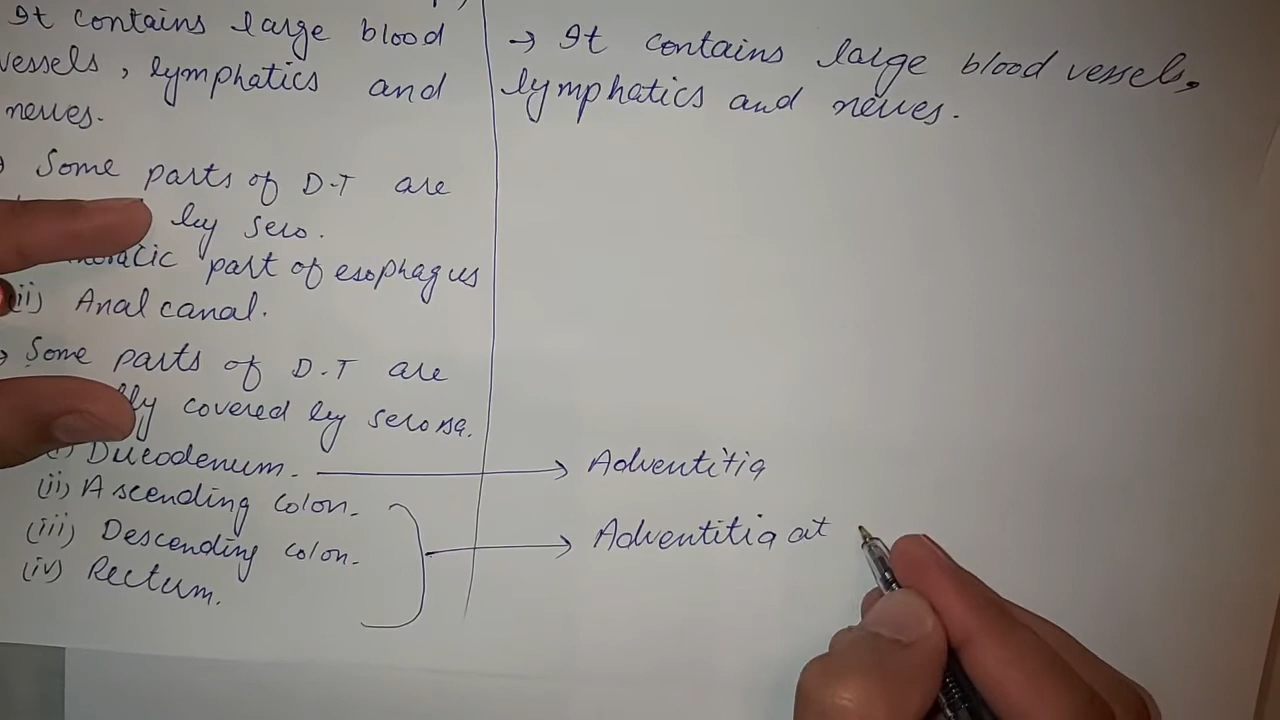 It contains large blood
vessels, lymphatics and
nerves.
Some parts of D.T are
by sero.
part of esophagus
(ii) Anal canal.
Some parts of D.T are
covered by serosa.
Dueodenum.
(ii) Ascending colon.
(iii) Descending colon.
(iv) Rectum.
→ It contains large blood vessels,
lymphatics and nerves.
Adventitia
Adventitia at